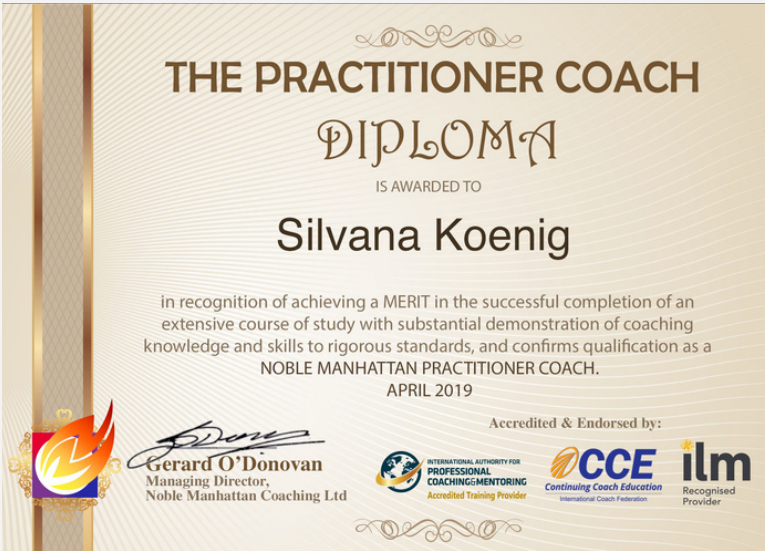 THE PRACTITIONER COACH
DIPLOMA
IS AWARDED TO
Silvana Koenig
in recognition of achieving a MERIT in the successful completion of an
extensive course of study with substantial demonstration of coaching
knowledge and skills to rigorous standards, and confirms qualification as a
NOBLE MANHATTAN PRACTITIONER COACH.
APRIL 2019
Accredited & Endorsed by:
Gerard O'Donovan
Managing Director,
Noble Manhattan Coaching Ltd
INTERNATIONAL AUTHORITY FOR
PROFESSIONAL
COACHING&MENTORING
Accredited Training Provider
CCE
Continuing Coach Education
International Coach Federation
ilm
Recognised
Provider